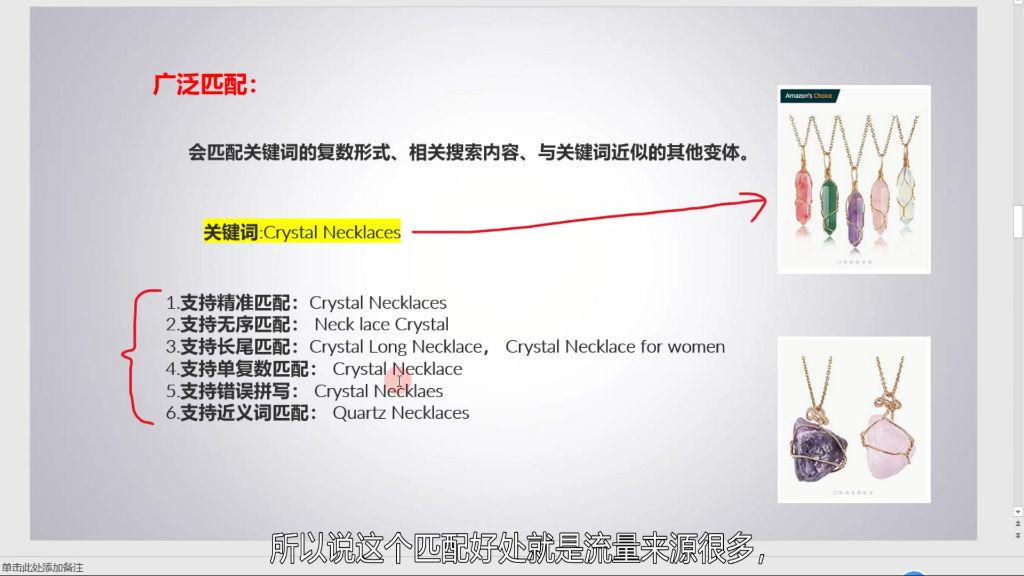 广泛匹配：
Amazon's Choice
会匹配关键词的复数形式、相关搜索内容、与关键词近似的其他变体。
关键词:Crystal Necklaces
1.支持精准匹配： Crystal Necklaces
2.支持无序匹配： Neck lace Crystal
3.支持长尾匹配：Crystal Long Necklace， Crystal Necklace for women
4.支持单复数匹配： Crystal Necklace
5.支持错误拼写： Crystal Necklaes
6.支持近义词匹配： Quartz Necklaces
所以说这个匹配好处就是流量来源很多，
单击此处添加备注